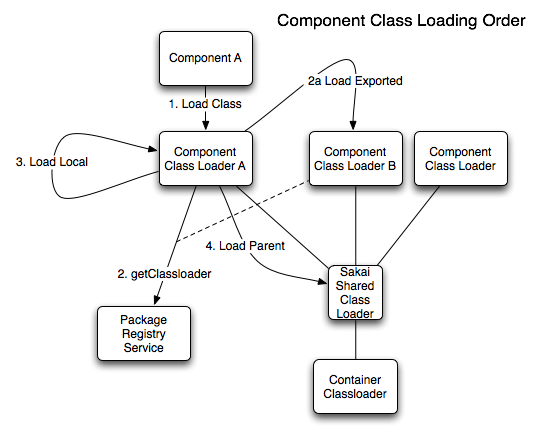 Component Class Loading Order
Component A
2a Load Exported
1. Load Class
Component
Class Loader A
Component
Class Loader B
Component
Class Loader
3. Load Local
4. Load Parent
2. getClassloader
Sakai
Shared
Class
Loader
Package
Registry
Service
Container
Classloader